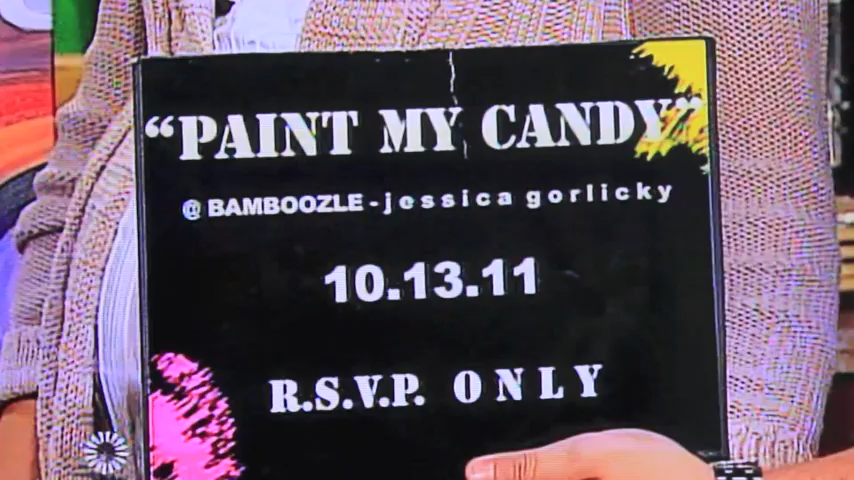 “PAINT MY CANDY”
@BAMBOOZLE-jessica gorlicky
10.13.11
R.S.V.P. ONLY